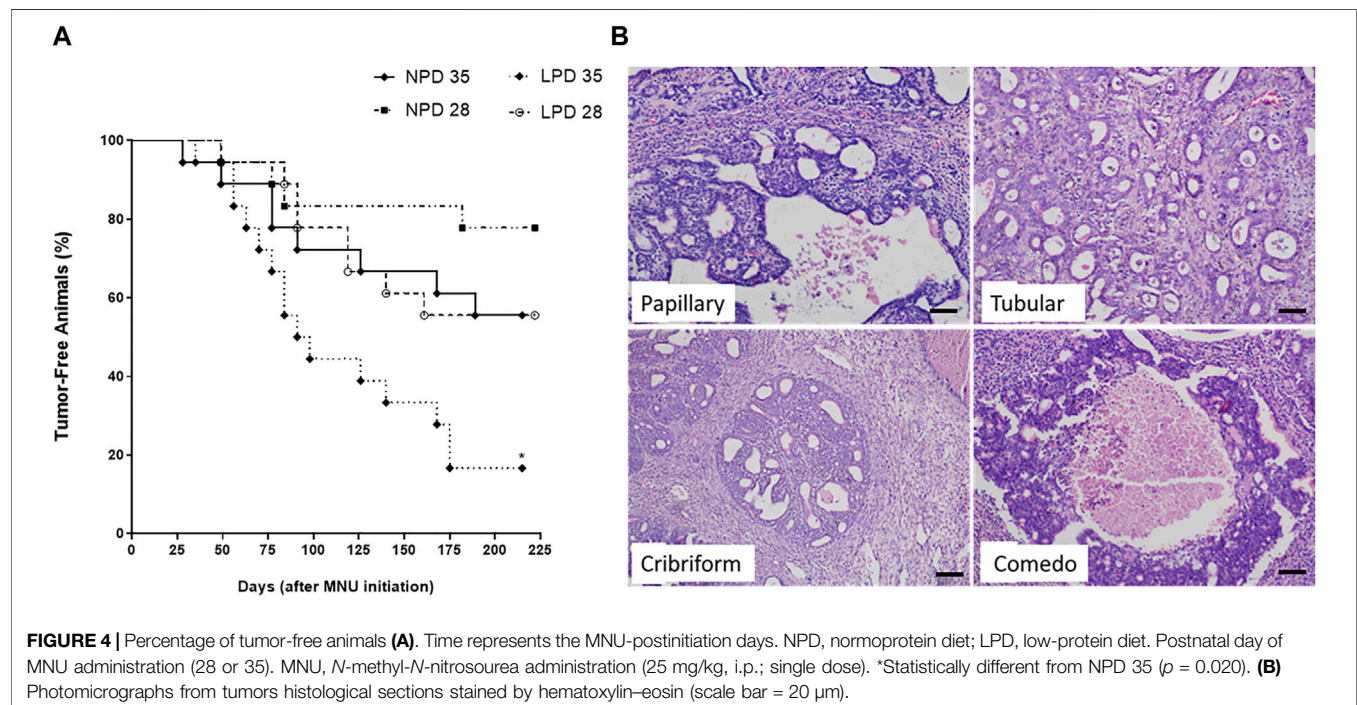 A
B
NPD 35
LPD 35
NPD 28
LPD 28
100
80
60
40
20
0
Tumor-Free Animals (%)
*
0 25 50 75 100 125 150 175 200 225
Days (after MNU initiation)
Papillary
Tubular
Cribriform
Comedo
FIGURE 4 | Percentage of tumor-free animals (A). Time represents the MNU-postinitiation days. NPD, normoprotein diet; LPD, low-protein diet. Postnatal day of
MNU administration (28 or 35). MNU, N-methyl-N-nitrosourea administration (25 mg/kg, i.p.; single dose). *Statistically different from NPD 35 (p = 0.020). (B)
Photomicrographs from tumors histological sections stained by hematoxylin–eosin (scale bar = 20 μm).